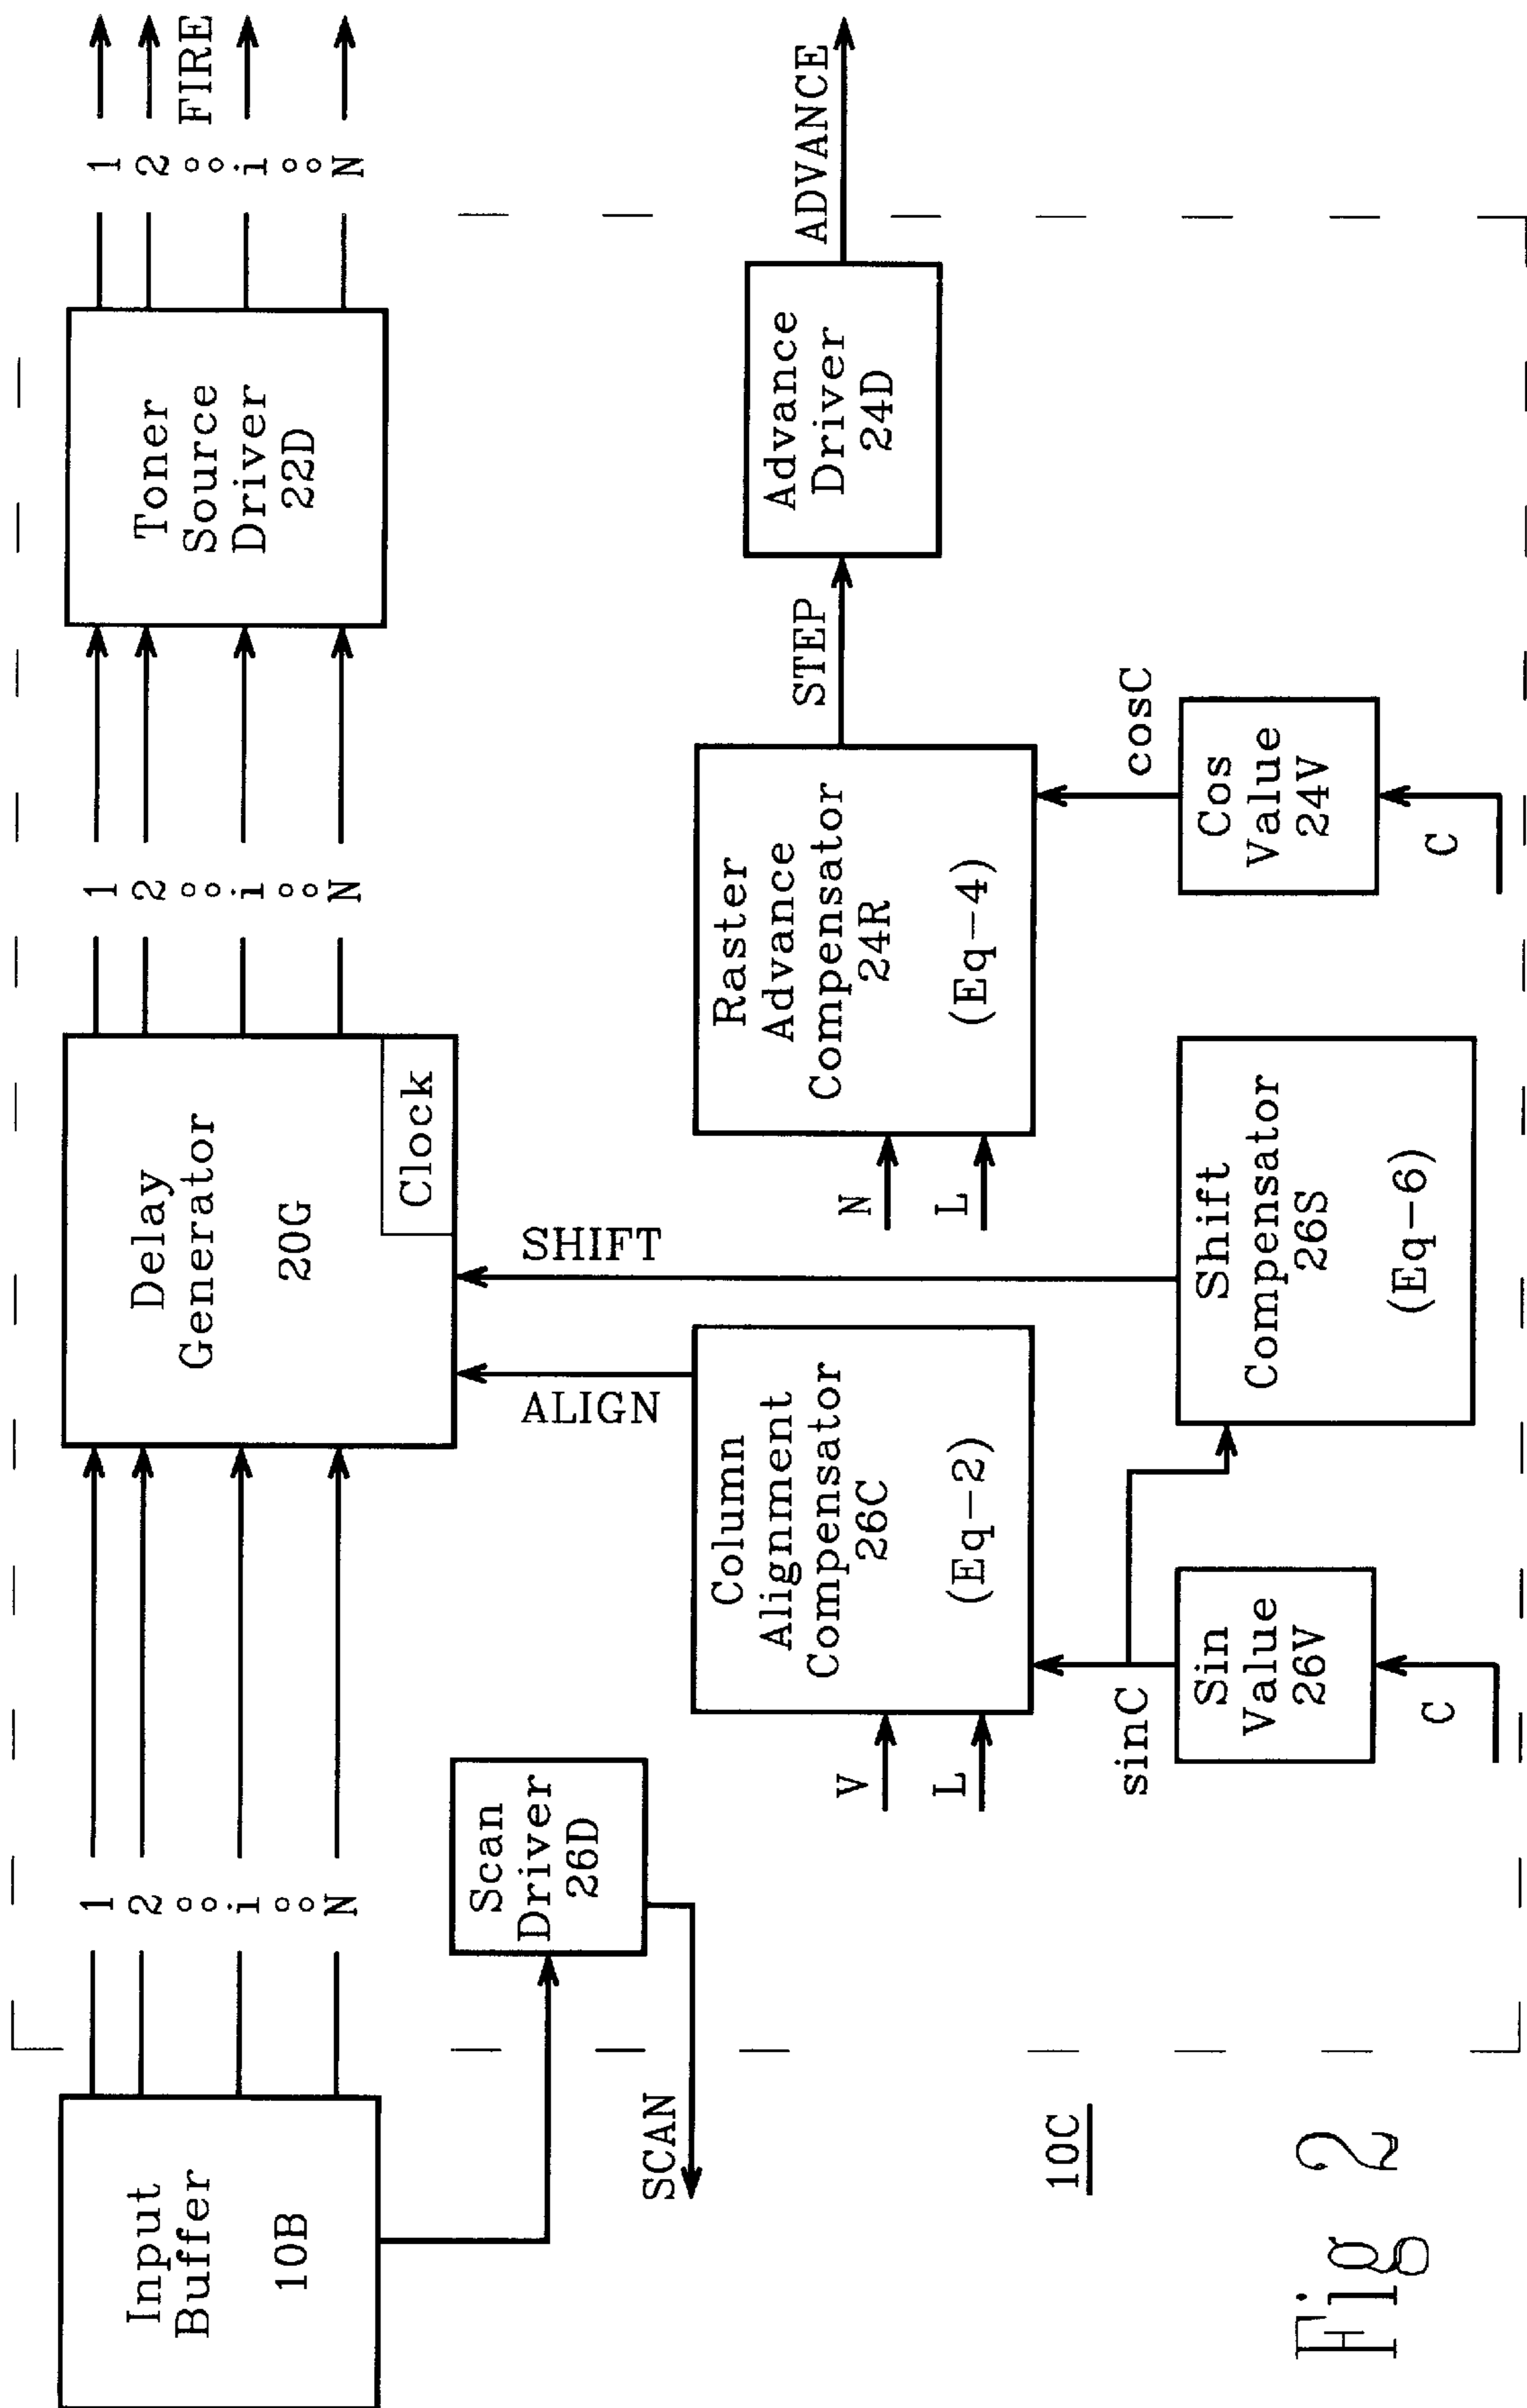 Input
Buffer
10B
1
2
i
N
Delay
Generator
20G
Clock
1
2
i
N
Toner
Source
Driver
22D
1
2
FIRE
i
N
Scan
Driver
26D
SCAN
ALIGN
SHIFT
Column
Alignment
Compensator
26C
(Eq-2)
V
L
Raster
Advance
Compensator
24R
(Eq-4)
N
L
STEP
Advance
Driver
24D
ADVANCE
sinC
Sin
Value
26V
C
Shift
Compensator
26S
(Eq-6)
cosC
Cos
Value
24V
C
10C
Fig 2